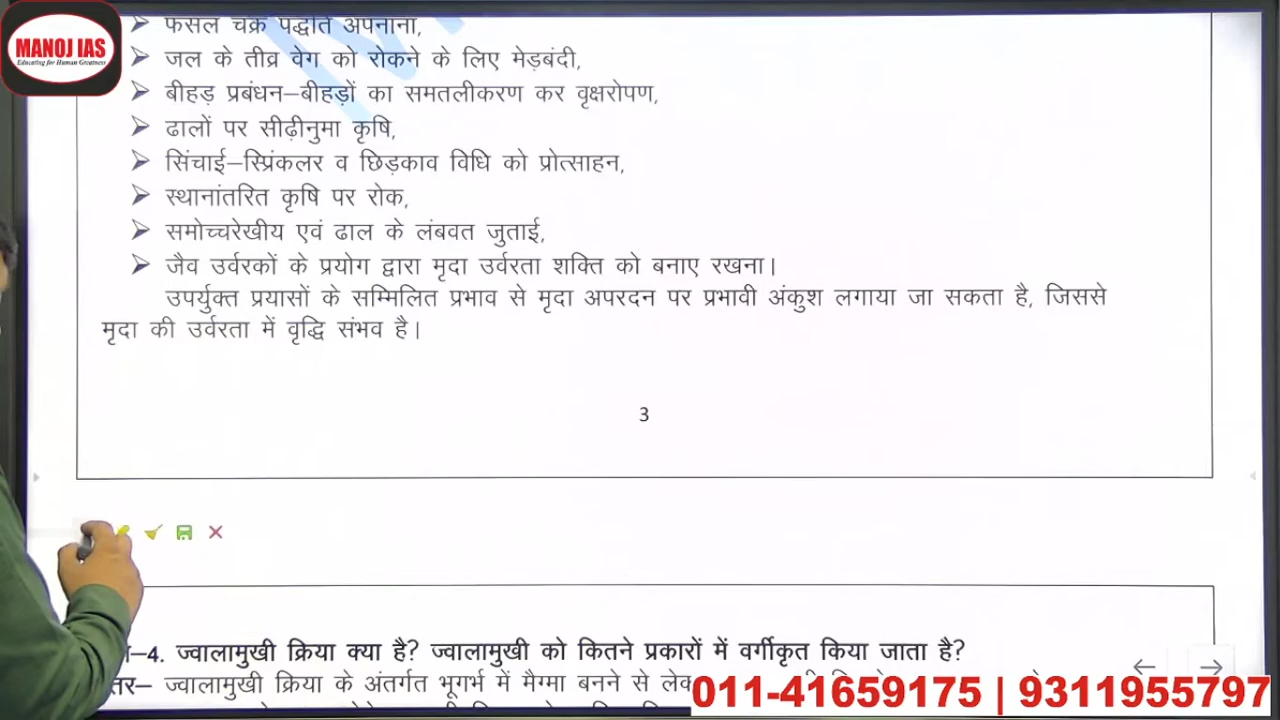 MANOJ IAS
Educating for Human Greatness
फसल चक्र पद्धति अपनाना,
जल के तीव्र वेग को रोकने के लिए मेड़बंदी,
बीहड़ प्रबंधन–बीहड़ों का समतलीकरण कर वृक्षरोपण,
ढालों पर सीढ़ीनुमा कृषि,
सिंचाई–स्प्रिंकलर व छिड़काव विधि को प्रोत्साहन,
स्थानांतरित कृषि पर रोक,
समोच्चरेखीय एवं ढाल के लंबवत जुताई,
जैव उर्वरकों के प्रयोग द्वारा मृदा उर्वरता शक्ति को बनाए रखना।
उपर्युक्त प्रयासों के सम्मिलित प्रभाव से मृदा अपरदन पर प्रभावी अंकुश लगाया जा सकता है, जिससे
मृदा की उर्वरता में वृद्धि संभव है।
3
–4. ज्वालामुखी क्रिया क्या है? ज्वालामुखी को कितने प्रकारों में वर्गीकृत किया जाता है?
ज्वालामुखी क्रिया के अंतर्गत भूगर्भ में मैग्मा बनने से
011-41659175 | 9311955797